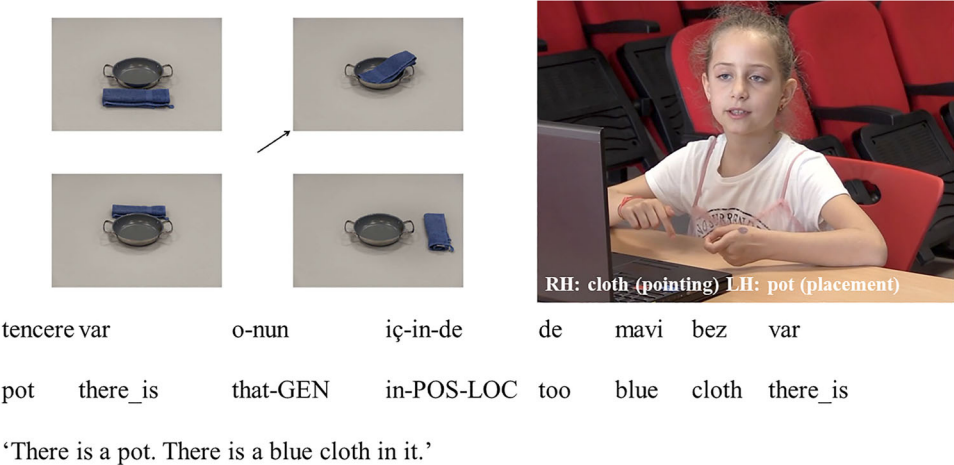 RH: cloth (pointing) LH: pot (placement)
tencere var o-nun iç-in-de de mavi bez var
pot there_is that-GEN in-POS-LOC too blue cloth there_is
‘There is a pot. There is a blue cloth in it.’